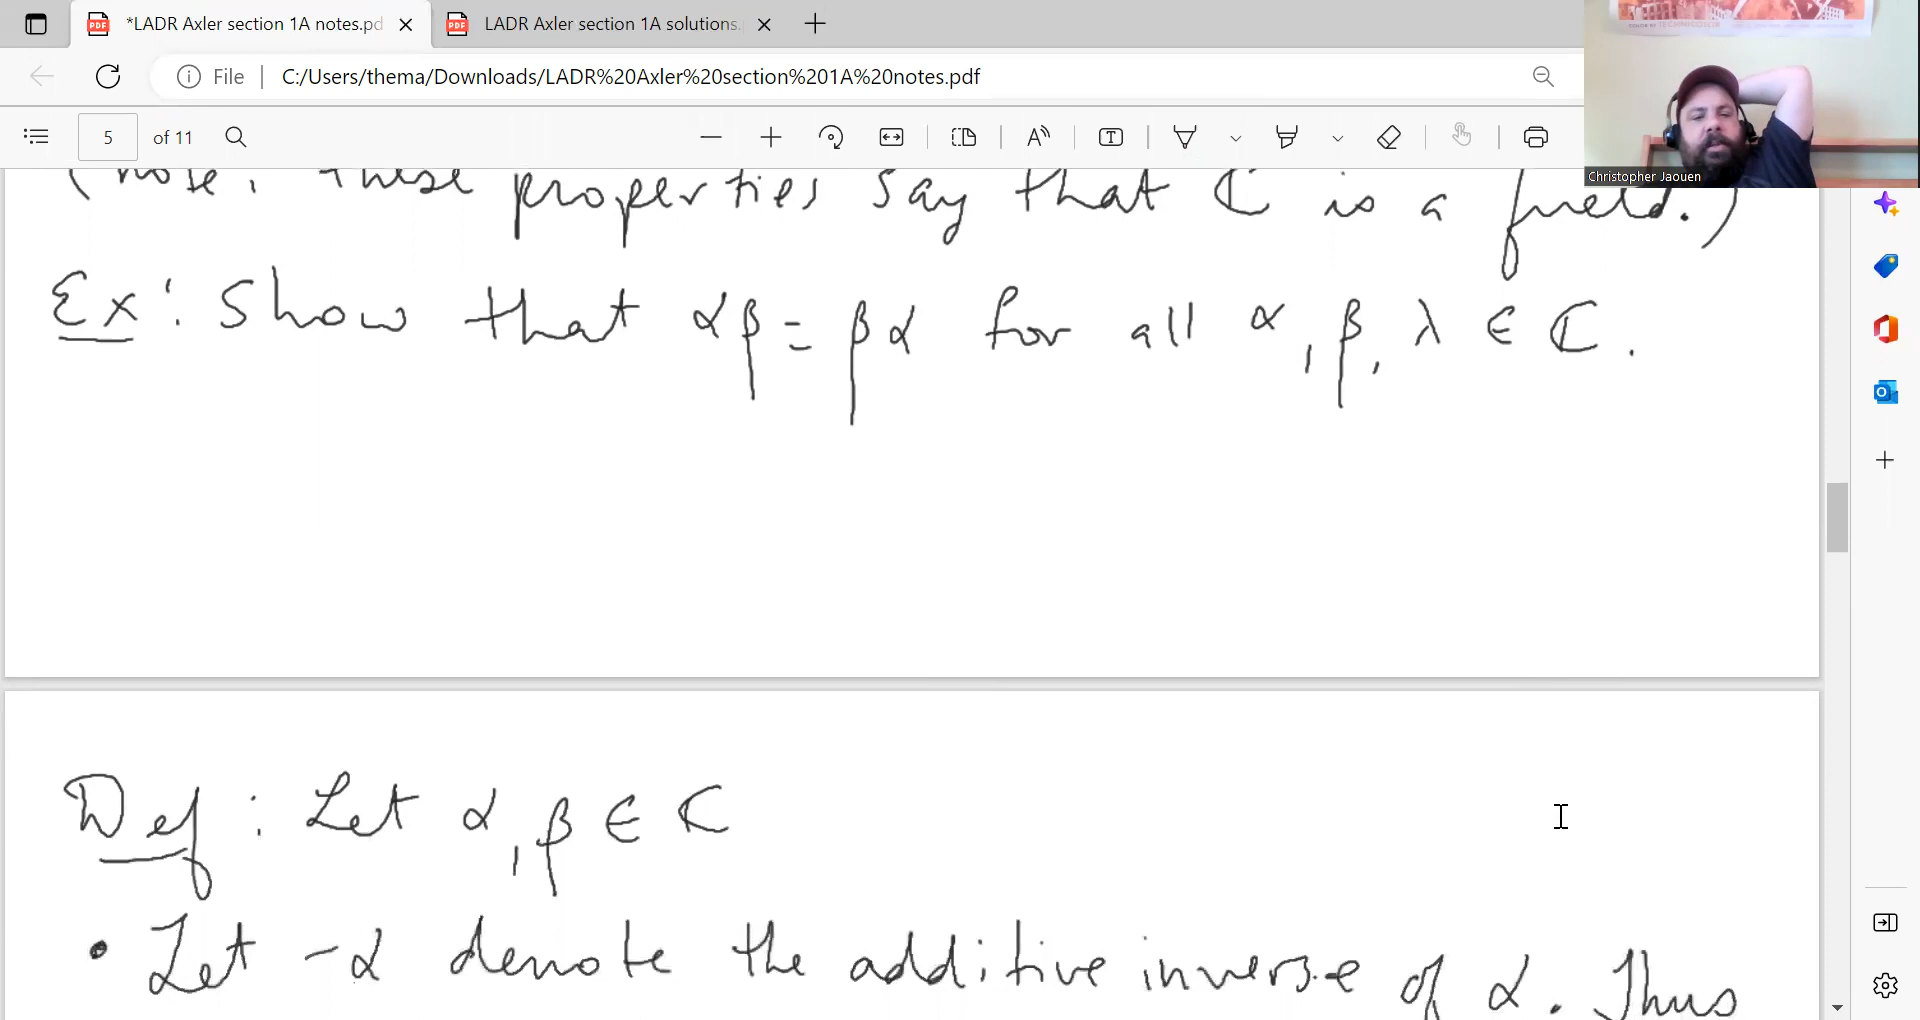 *LADR Axler section 1A notes.pd
LADR Axler section 1A solutions.
File
C:/Users/thema/Downloads/LADR%20Axler%20section%201A%20notes.pdf
5 of 11
Christopher Jaouen
(note: these properties say that ℂ is a field.)
Ex: Show that αβ = βα for all α, β, λ ∈ ℂ.
Def: Let α, β ∈ ℂ
• Let -α denote the additive inverse of α. Thus